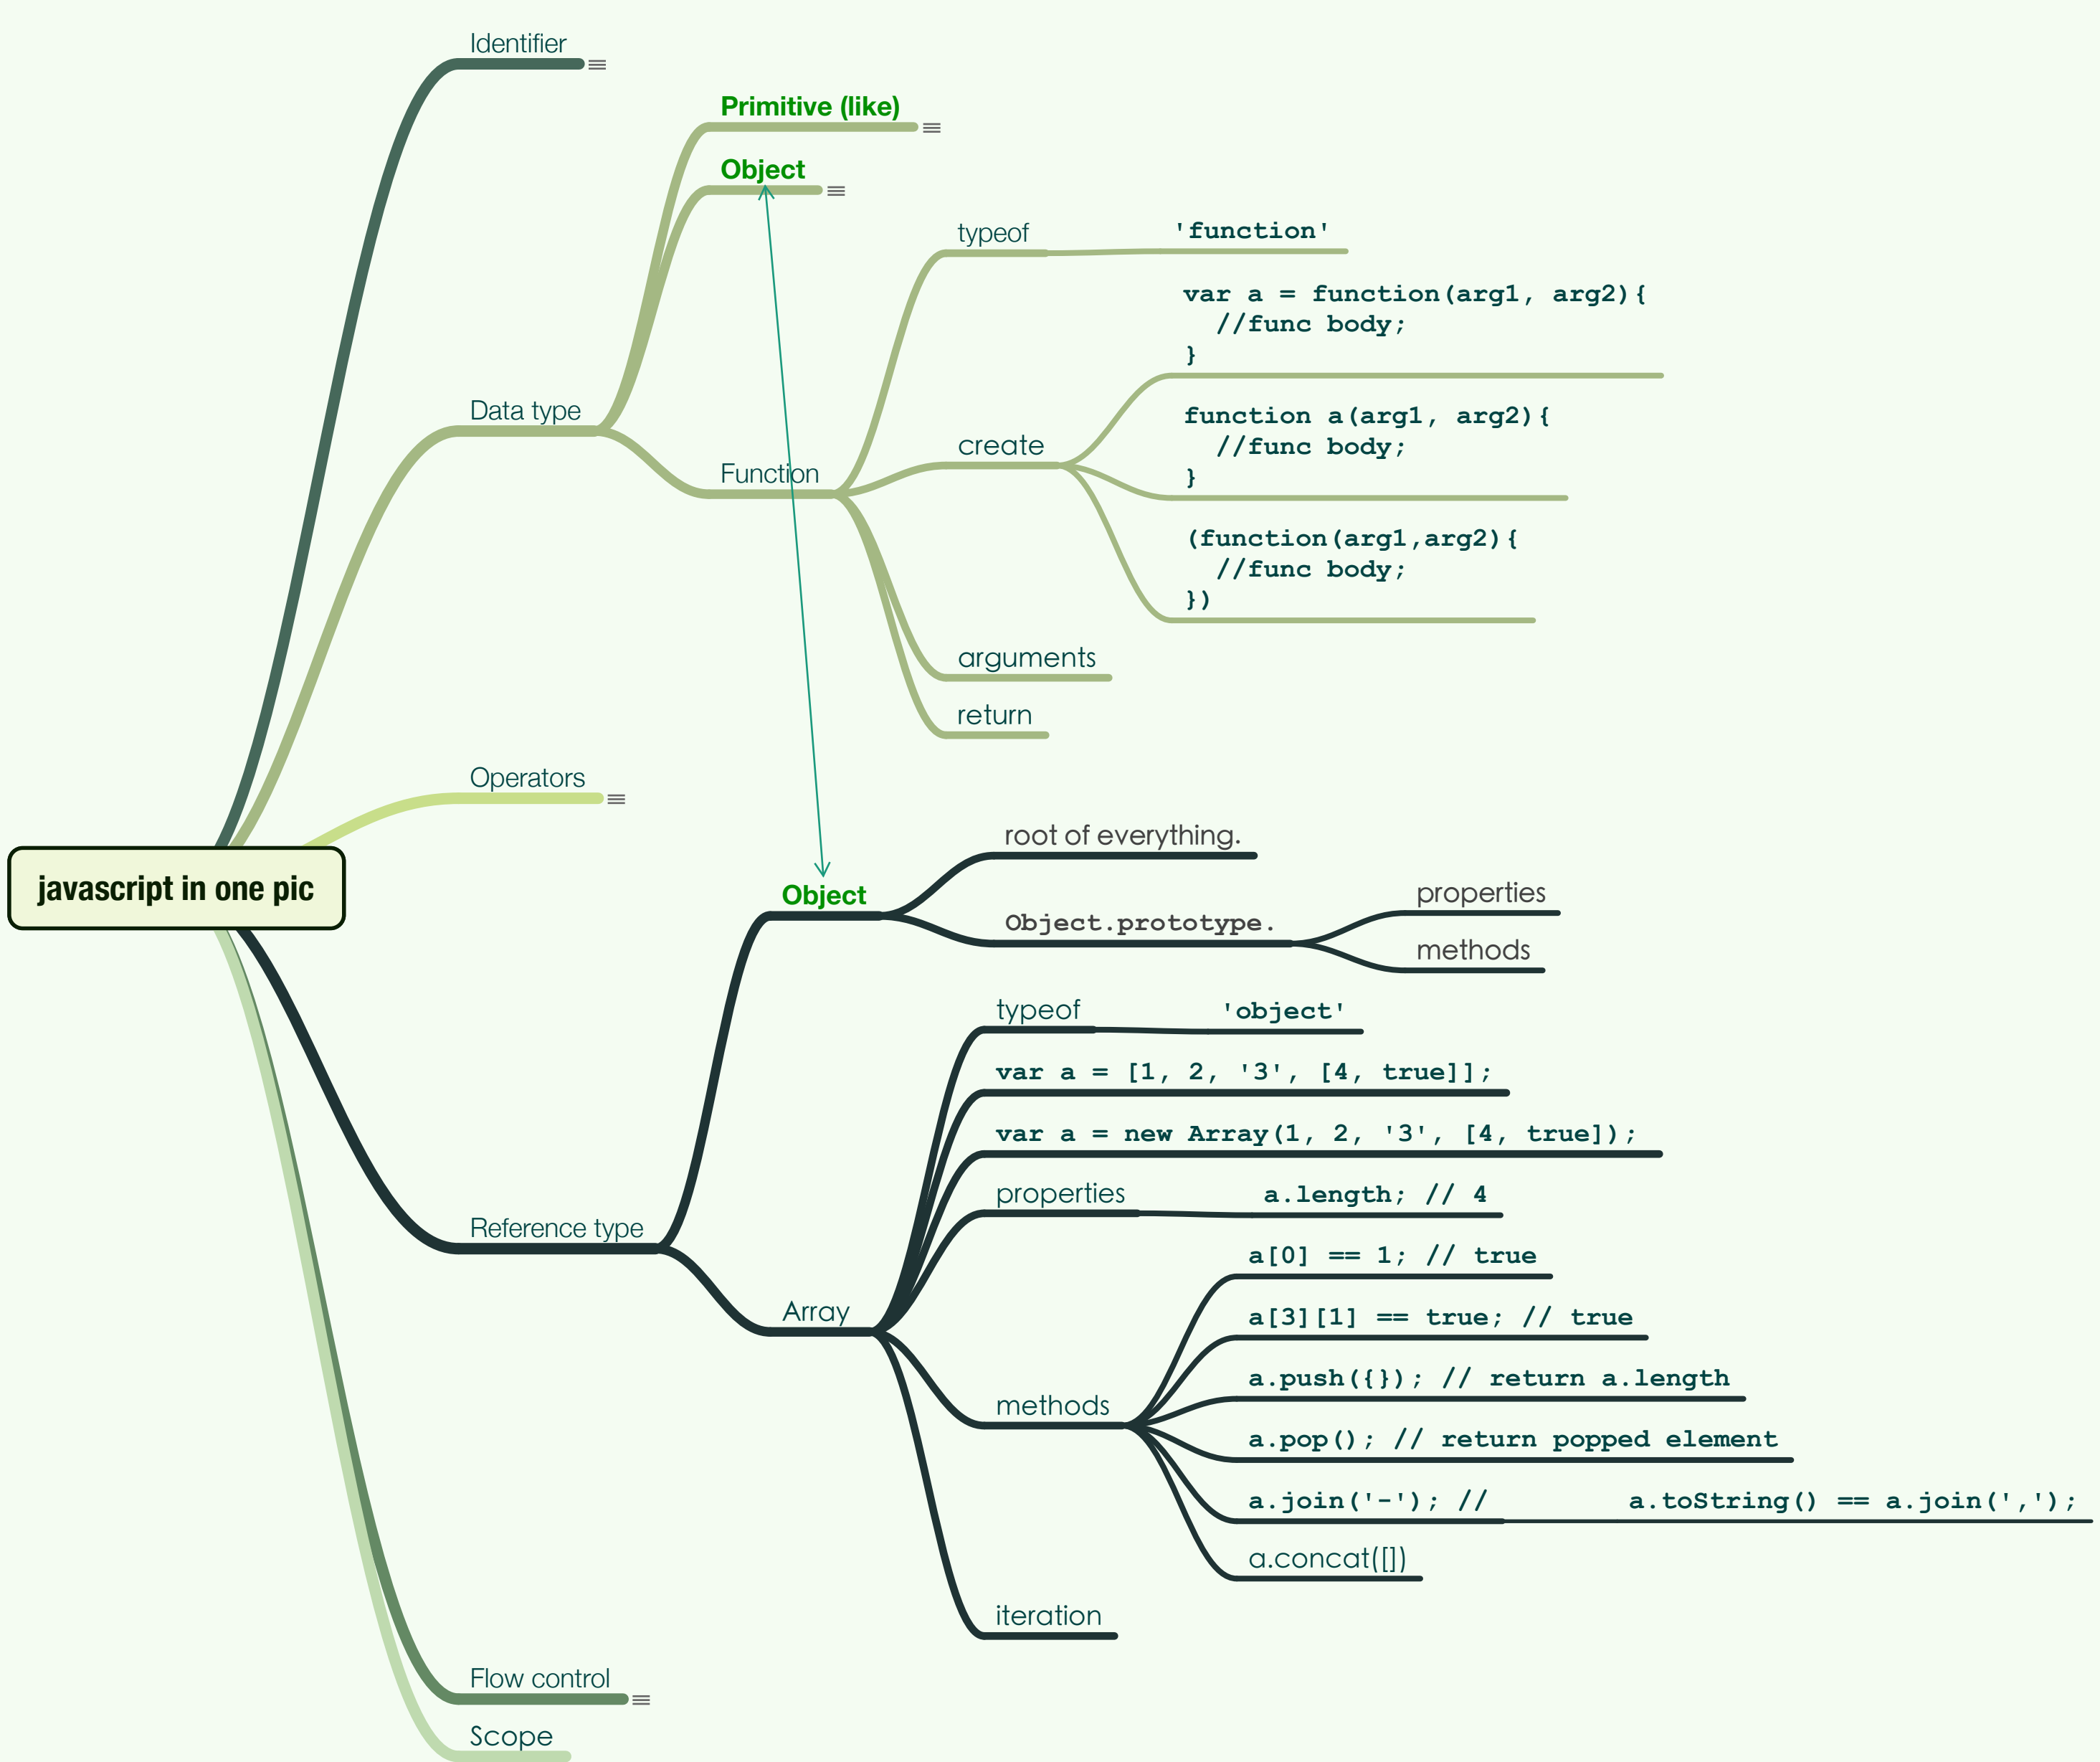 Identifier
Primitive (like)
Object
typeof
'function'
var a = function(arg1, arg2){
  //func body;
}
Data type
function a(arg1, arg2){
  //func body;
}
create
Function
(function(arg1,arg2){
  //func body;
})
arguments
return
Operators
javascript in one pic
root of everything.
Object
Object.prototype.
properties
methods
typeof
'object'
var a = [1, 2, '3', [4, true]];
var a = new Array(1, 2, '3', [4, true]);
properties
a.length; // 4
Reference type
Array
a[0] == 1; // true
a[3][1] == true; // true
a.push({}); // return a.length
methods
a.pop(); // return popped element
a.join('-'); //
a.toString() == a.join(',');
a.concat([])
iteration
Flow control
Scope